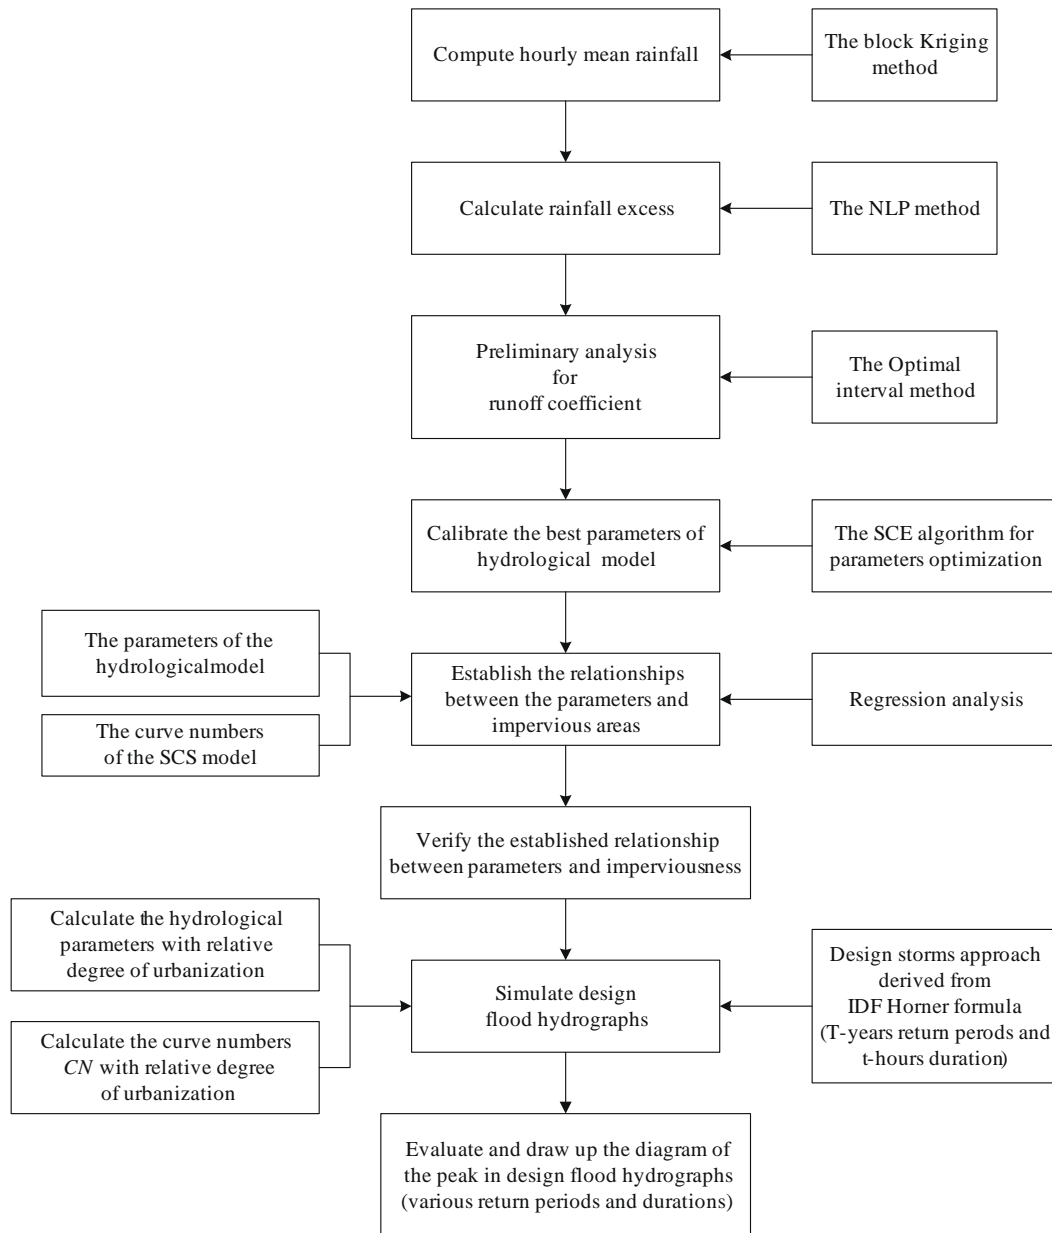 Compute hourly mean rainfall
The block Kriging
method
Calculate rainfall excess
The NLP method
Preliminary analysis
for
runoff coefficient
The Optimal
interval method
Calibrate the best parameters of
hydrological model
The SCE algorithm for
parameters optimization
The parameters of the
hydrologicalmodel
The curve numbers
of the SCS model
Establish the relationships
between the parameters and
impervious areas
Regression analysis
Verify the established relationship
between parameters and imperviousness
Calculate the hydrological
parameters with relative
degree of urbanization
Calculate the curve numbers
CN with relative degree
of urbanization
Simulate design
flood hydrographs
Design storms approach
derived from
IDF Horner formula
(T-years return perods and
t-hours duration)
Evaluate and draw up the diagram of
the peak in design flood hydrographs
(various return periods and durations)